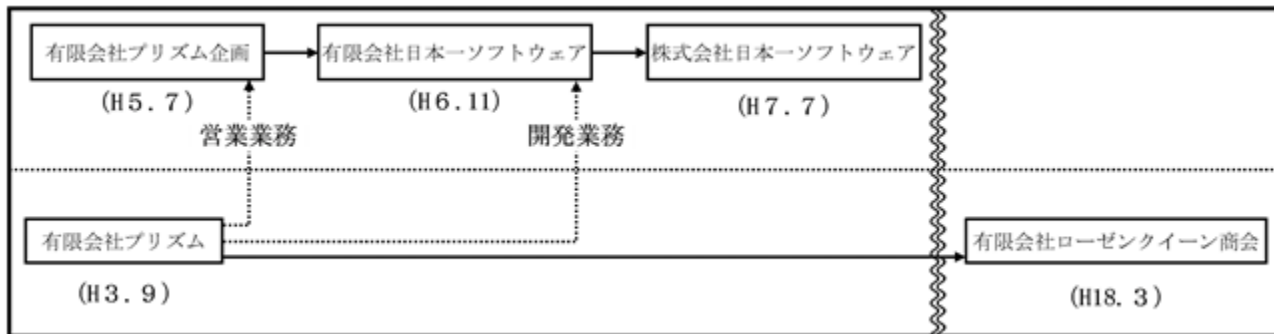 有限会社プリズム企画
有限会社日本一ソフトウェア
株式会社日本一ソフトウェア
(H5.7)
(H6.11)
(H7.7)
営業業務
開発業務
有限会社プリズム
有限会社ローゼンクイーン商会
(H3.9)
(H18.3)